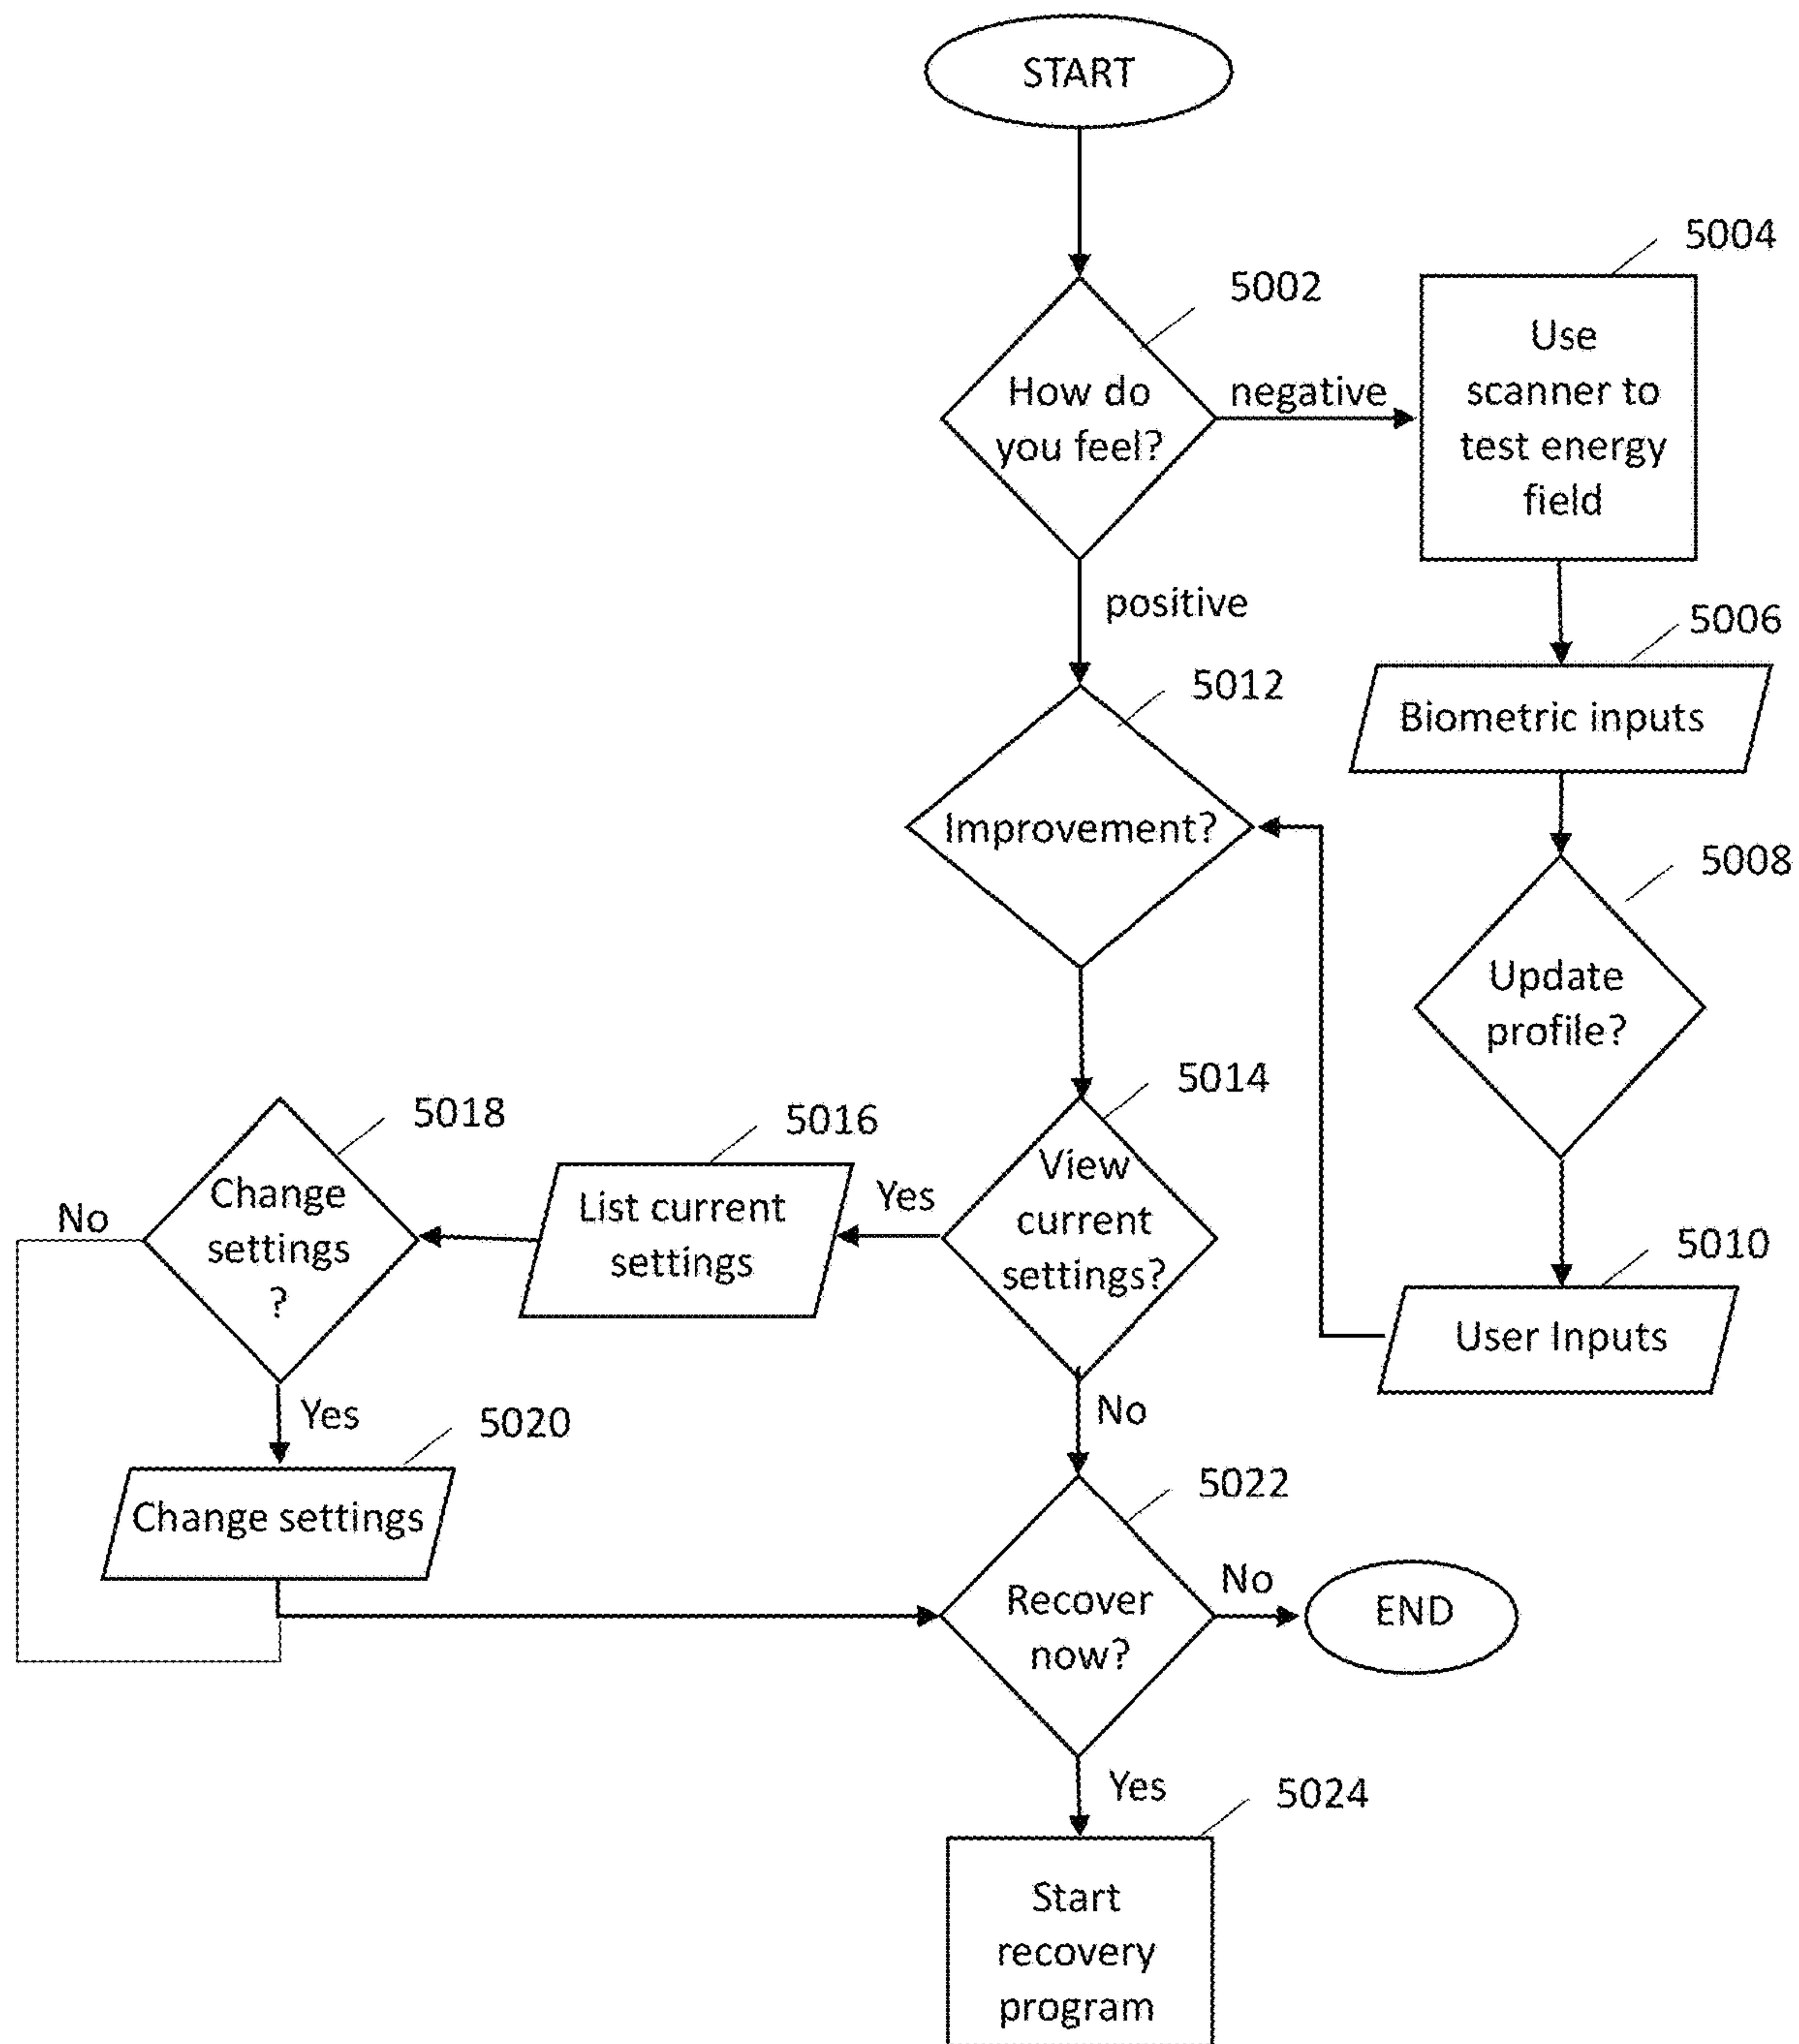 START
5002
How do
you feel?
negative
5004
Use
scanner to
test energy
field
positive
5006
Biometric inputs
5012
Improvement?
5008
Update
profile?
5014
View
current
settings?
Yes
5016
List current
settings
5018
Change
settings
?
No
5010
User Inputs
Yes
5020
Change settings
No
5022
Recover
now?
No
END
Yes
5024
Start
recovery
program